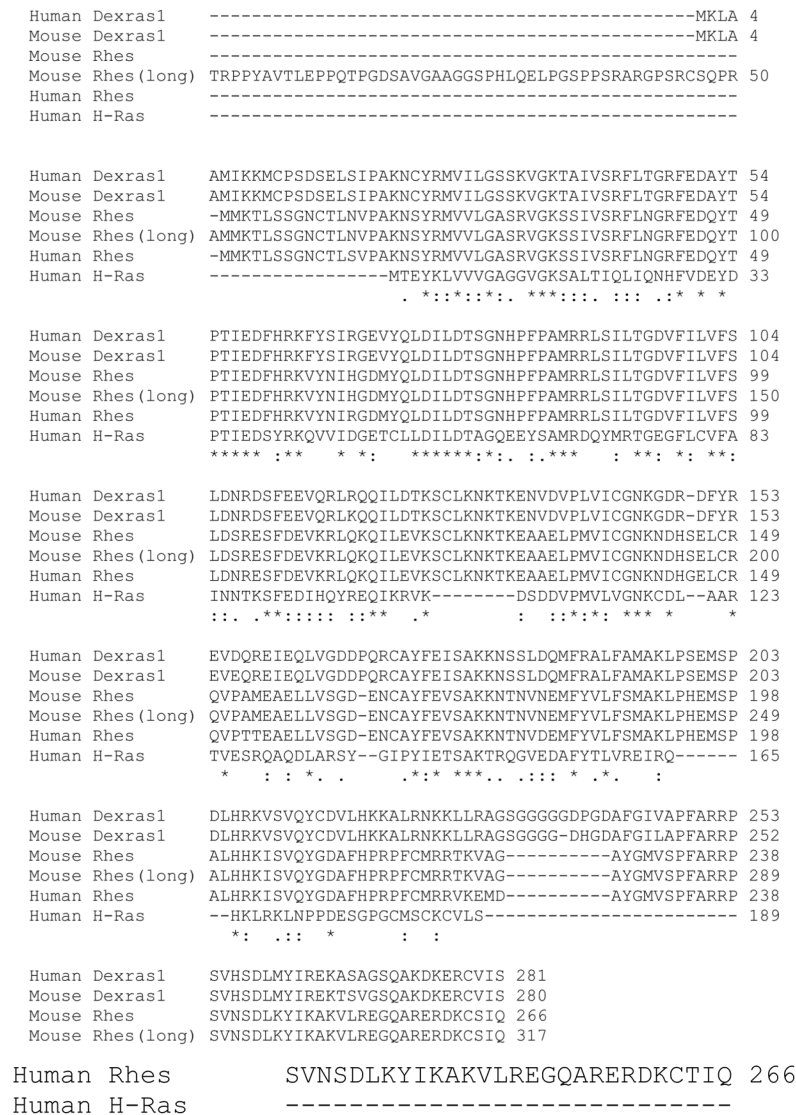 Human Dexras1 ----------------------------------------------MKLA 4
Mouse Dexras1 ----------------------------------------------MKLA 4
Mouse Rhes --------------------------------------------------
Mouse Rhes(long) TRPPYAVTLEPPQTPGDSAVGAAGGSPHLQELPGSPPSRARGPSRCSQPR 50
Human Rhes --------------------------------------------------
Human H-Ras --------------------------------------------------
Human Dexras1 AMIKKMCPSDSELSIPAKNCYRMVILGSSKVGKTAIVSRFLTGRFEDAYT 54
Mouse Dexras1 AMIKKMCPSDSELSIPAKNCYRMVILGSSKVGKTAIVSRFLTGRFEDAYT 54
Mouse Rhes -MMKTLSSGNCTLNVPAKNSYRMVVLGASRVGKSSIVSRFLNGRFEDQYT 49
Mouse Rhes(long) AMMKTLSSGNCTLNVPAKNSYRMVVLGASRVGKSSIVSRFLNGRFEDQYT 100
Human Rhes -MMKTLSSGNCTLSVPAKNSYRMVVLGASRVGKSSIVSRFLNGRFEDQYT 49
Human H-Ras -----------------MTEYKLVVVGAGGVGKSALTIQLIQNHFVDEYD 33
. *::*::*:. ***:::. ::: .:* * *
Human Dexras1 PTIEDFHRKFYSIRGEVYQLDILDTSGNHPFPAMRRLSILTGDVFILVFS 104
Mouse Dexras1 PTIEDFHRKFYSIRGEVYQLDILDTSGNHPFPAMRRLSILTGDVFILVFS 104
Mouse Rhes PTIEDFHRKVYNIHGDMYQLDILDTSGNHPFPAMRRLSILTGDVFILVFS 99
Mouse Rhes(long) PTIEDFHRKVYNIHGDMYQLDILDTSGNHPFPAMRRLSILTGDVFILVFS 150
Human Rhes PTIEDFHRKVYNIRGDMYQLDILDTSGNHPFPAMRRLSILTGDVFILVFS 99
Human H-Ras PTIEDSYRKQVVIDGETCLLDILDTAGQEEYSAMRDQYMRTGEGFLCVFA 83
***** :** * *: ******:*:. :.*** : **: *: **:
Human Dexras1 LDNRDSFEEVQRLRQQILDTKSCLKNKTKENVDVPLVICGNKGDR-DFYR 153
Mouse Dexras1 LDNRDSFEEVQRLKQQILDTKSCLKNKTKENVDVPLVICGNKGDR-DFYR 153
Mouse Rhes LDSRESFDEVKRLQKQILEVKSCLKNKTKEAAELPMVICGNKNDHSELCR 149
Mouse Rhes(long) LDSRESFDEVKRLQKQILEVKSCLKNKTKEAAELPMVICGNKNDHSELCR 200
Human Rhes LDNRESFDEVKRLQKQILEVKSCLKNKTKEAAELPMVICGNKNDHGELCR 149
Human H-Ras INNTKSFEDIHQYREQIKRVK--------DSDDVPMVLVGNKCDL--AAR 123
::. .**::::: ::** .* : ::*:*: *** * *
Human Dexras1 EVDQREIEQLVGDDPQRCAYFEISAKKNSSLDQMFRALFAMAKLPSEMSP 203
Mouse Dexras1 EVEQREIEQLVGDDPQRCAYFEISAKKNSSLDQMFRALFAMAKLPSEMSP 203
Mouse Rhes QVPAMEAELLVSGD-ENCAYFEVSAKKNTNVNEMFYVLFSMAKLPHEMSP 198
Mouse Rhes(long) QVPAMEAELLVSGD-ENCAYFEVSAKKNTNVNEMFYVLFSMAKLPHEMSP 249
Human Rhes QVPTTEAELLVSGD-ENCAYFEVSAKKNTNVDEMFYVLFSMAKLPHEMSP 198
Human H-Ras TVESRQAQDLARSY--GIPYIETSAKTRQGVEDAFYTLVREIRQ------ 165
* : : *. . .*:* ***.. .::: * .*. :
Human Dexras1 DLHRKVSVQYCDVLHKKALRNKKLLRAGSGGGGGDPGDAFGIVAPFARRP 253
Mouse Dexras1 DLHRKVSVQYCDVLHKKALRNKKLLRAGSGGGG-DHGDAFGILAPFARRP 252
Mouse Rhes ALHHKISVQYGDAFHPRPFCMRRTKVAG----------AYGMVSPFARRP 238
Mouse Rhes(long) ALHHKISVQYGDAFHPRPFCMRRTKVAG----------AYGMVSPFARRP 289
Human Rhes ALHRKISVQYGDAFHPRPFCMRRVKEMD----------AYGMVSPFARRP 238
Human H-Ras --HKLRKLNPPDESGPGCMSCKCVLS------------------------ 189
*: .:: * : :
Human Dexras1 SVHSDLMYIREKASAGSQAKDKERCVIS 281
Mouse Dexras1 SVHSDLMYIREKTSVGSQAKDKERCVIS 280
Mouse Rhes SVNSDLKYIKAKVLREGQARERDKCSIQ 266
Mouse Rhes(long) SVNSDLKYIKAKVLREGQARERDKCSIQ 317
Human Rhes SVNSDLKYIKAKVLREGQARERDKCTIQ 266
Human H-Ras ----------------------------